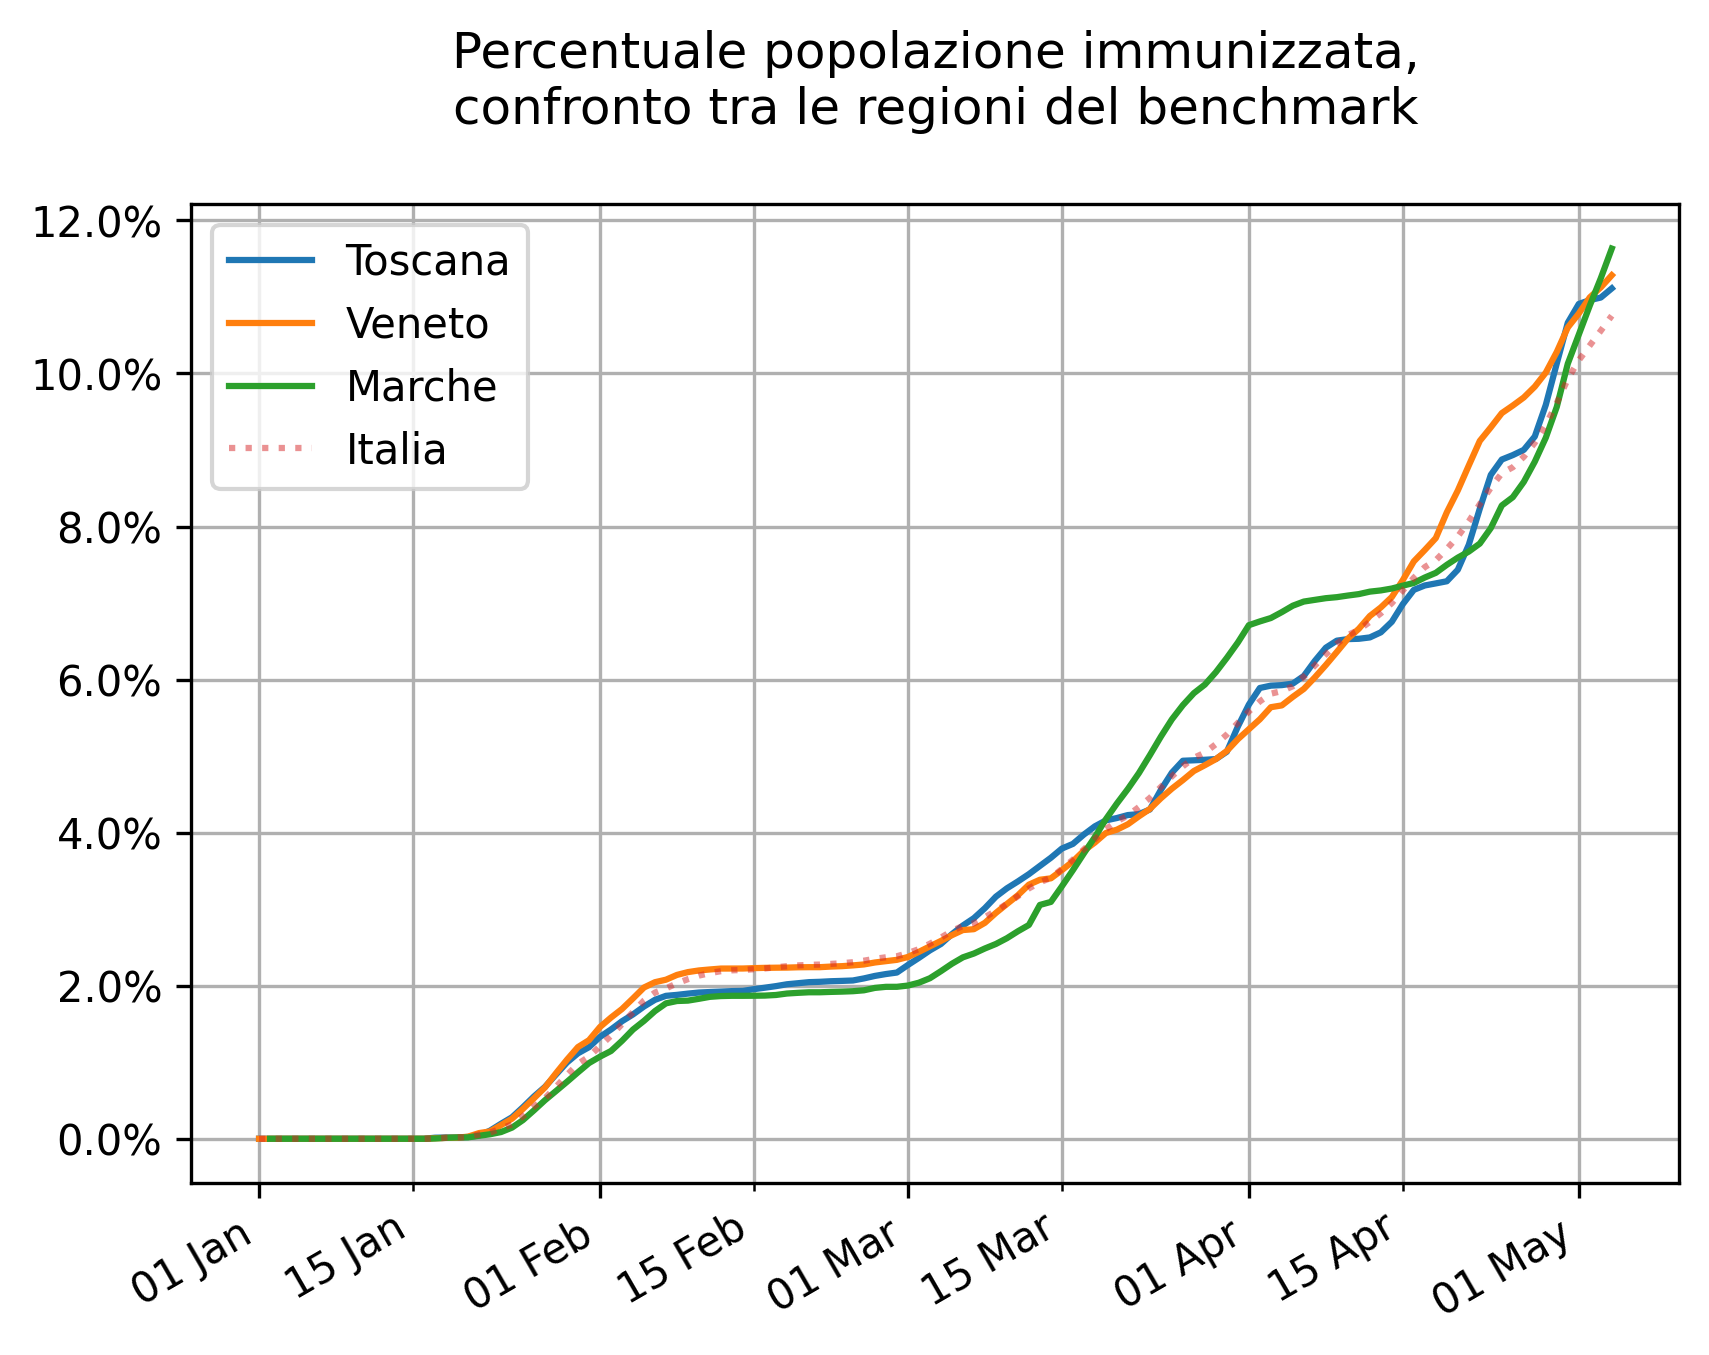 Percentuale popolazione immunizzata,
confronto tra le regioni del benchmark
12.0%
10.0%
8.0%
6.0%
4.0%
2.0%
0.0%
Toscana
Veneto
Marche
Italia
01 Jan
15 Jan
01 Feb
15 Feb
01 Mar
15 Mar
01 Apr
15 Apr
01 May